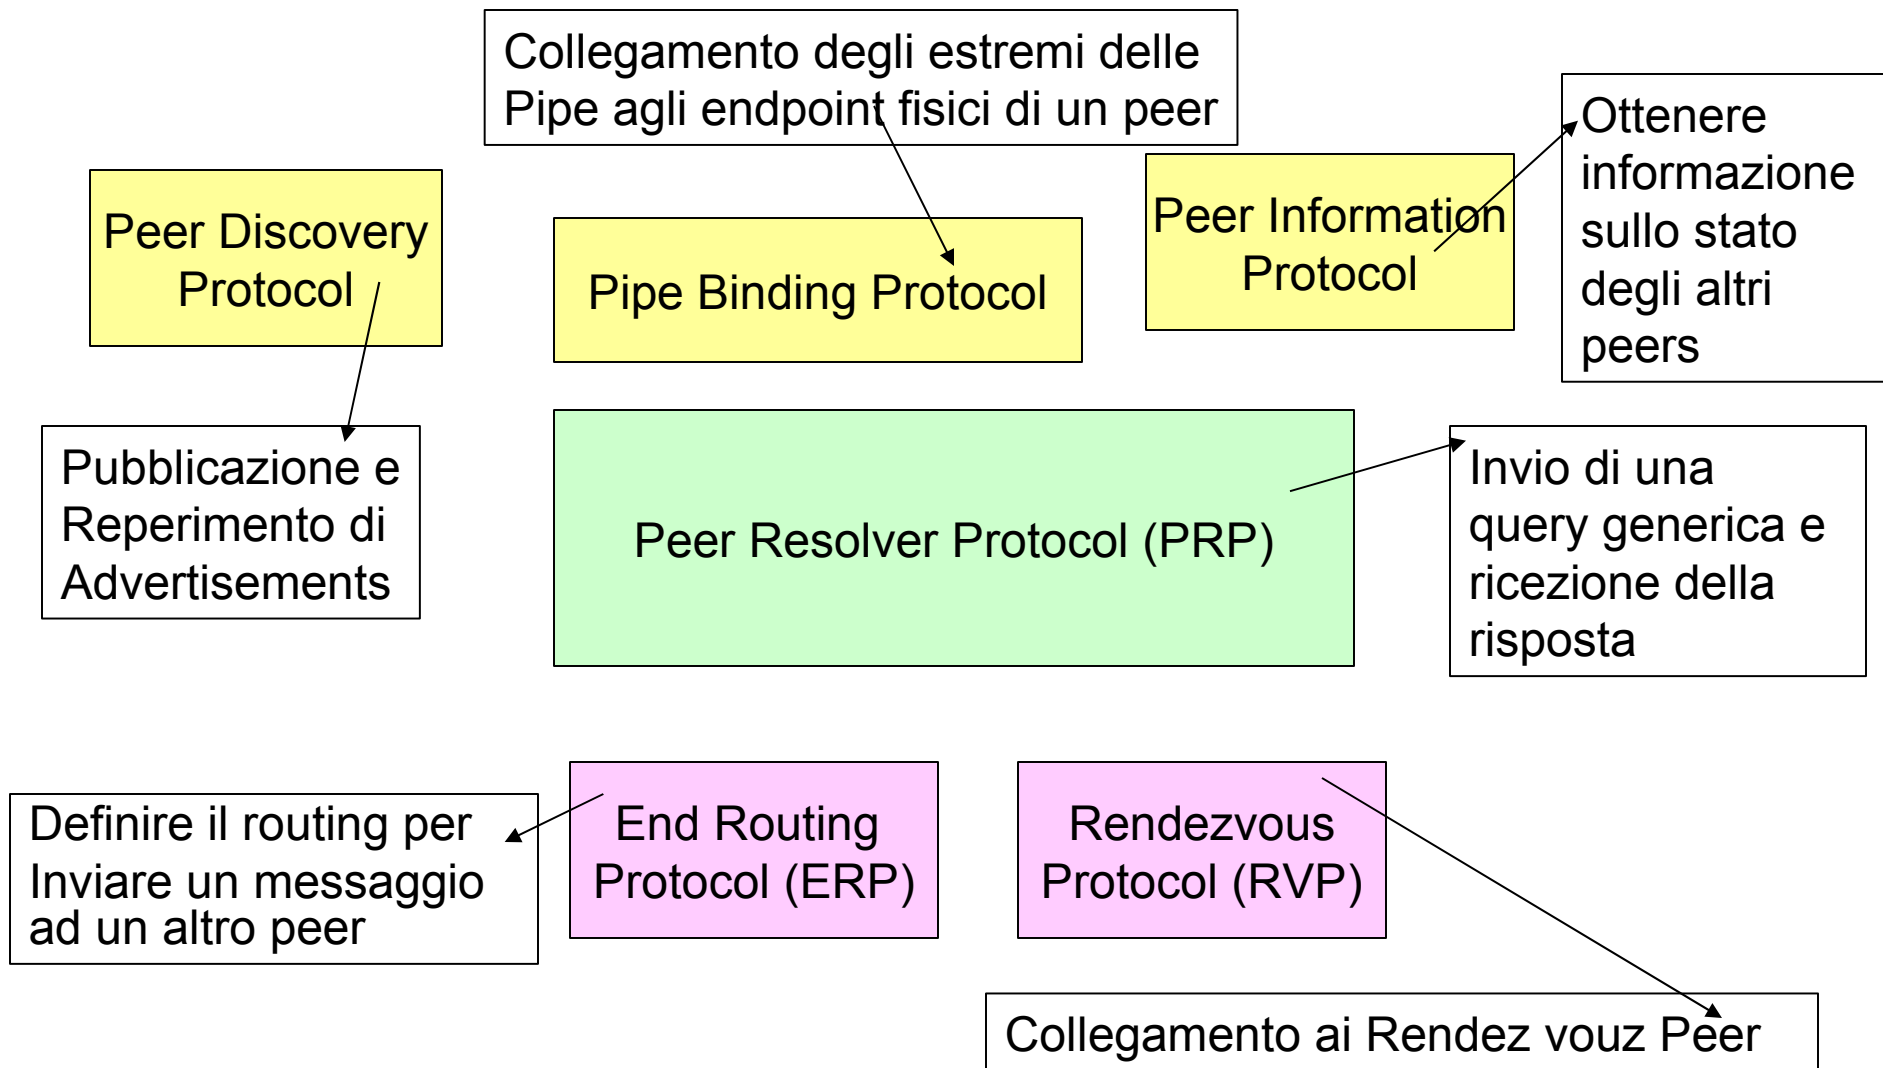 Collegamento degli estremi delle
Pipe agli endpoint fisici di un peer
Peer Discovery
Protocol
Pipe Binding Protocol
Peer Information
Protocol
Ottenere
informazione
sullo stato
degli altri
peers
Pubblicazione e
Reperimento di
Advertisements
Peer Resolver Protocol (PRP)
Invio di una
query generica e
ricezione della
risposta
Definire il routing per
Inviare un messaggio
ad un altro peer
End Routing
Protocol (ERP)
Rendezvous
Protocol (RVP)
Collegamento ai Rendez vouz Peer